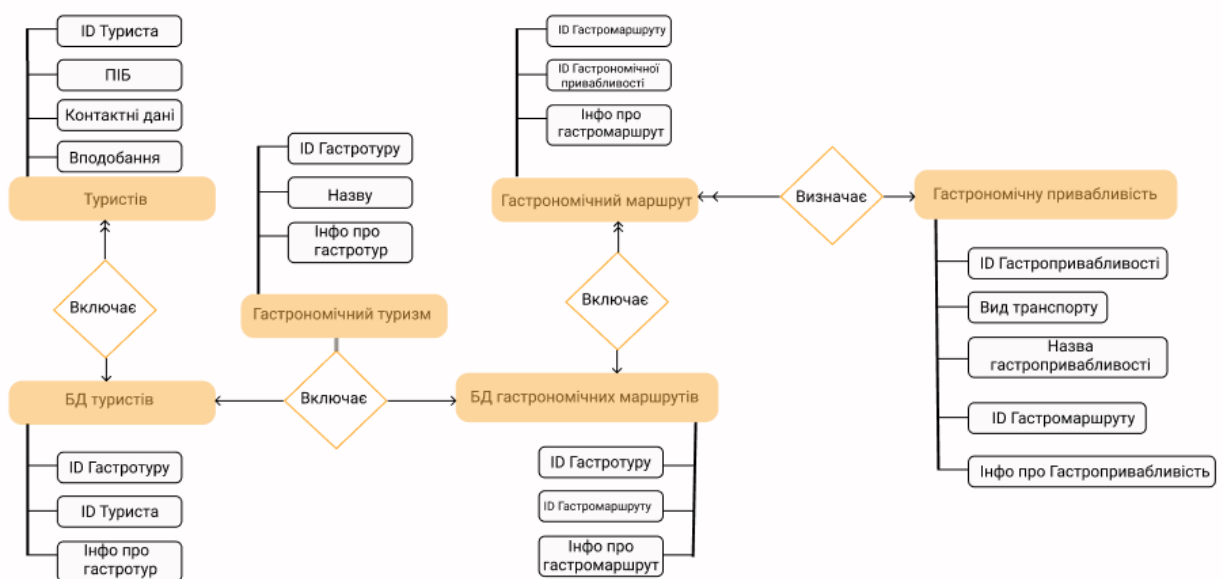 ID Туриста
ПІБ
Контактні дані
Вподобання
Туристів
Включає
БД туристів
ID Гастротуру
ID Туриста
Інфо про
гастротур
ID Гастротуру
Назву
Інфо про
гастротур
Гастрономічний туризм
Включає
ID Гастромаршруту
ID Гастрономічної
привабливості
Інфо про
гастромаршрут
Гастрономічний маршрут
Включає
БД гастрономічних маршрутів
ID Гастротуру
ID Гастромаршруту
Інфо про
гастромаршрут
Визначає
Гастрономічну привабливість
ID Гастропривабливості
Вид транспорту
Назва
гастропривабливості
ID Гастромаршруту
Інфо про Гастропривабливість